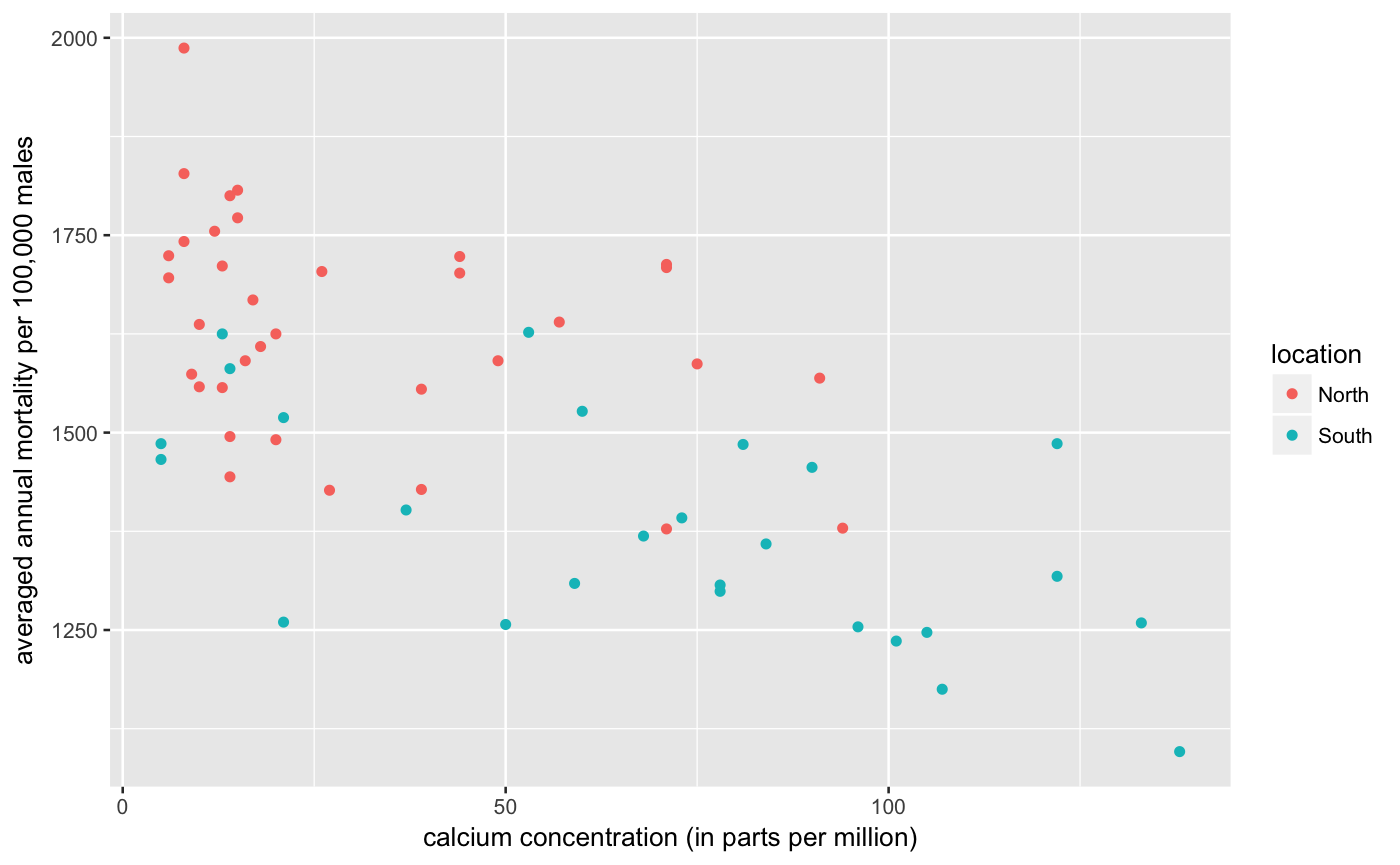 2000
1750
1500
1250
averaged annual mortality per 100,000 males
0 50 100
calcium concentration (in parts per million)
location
North
South